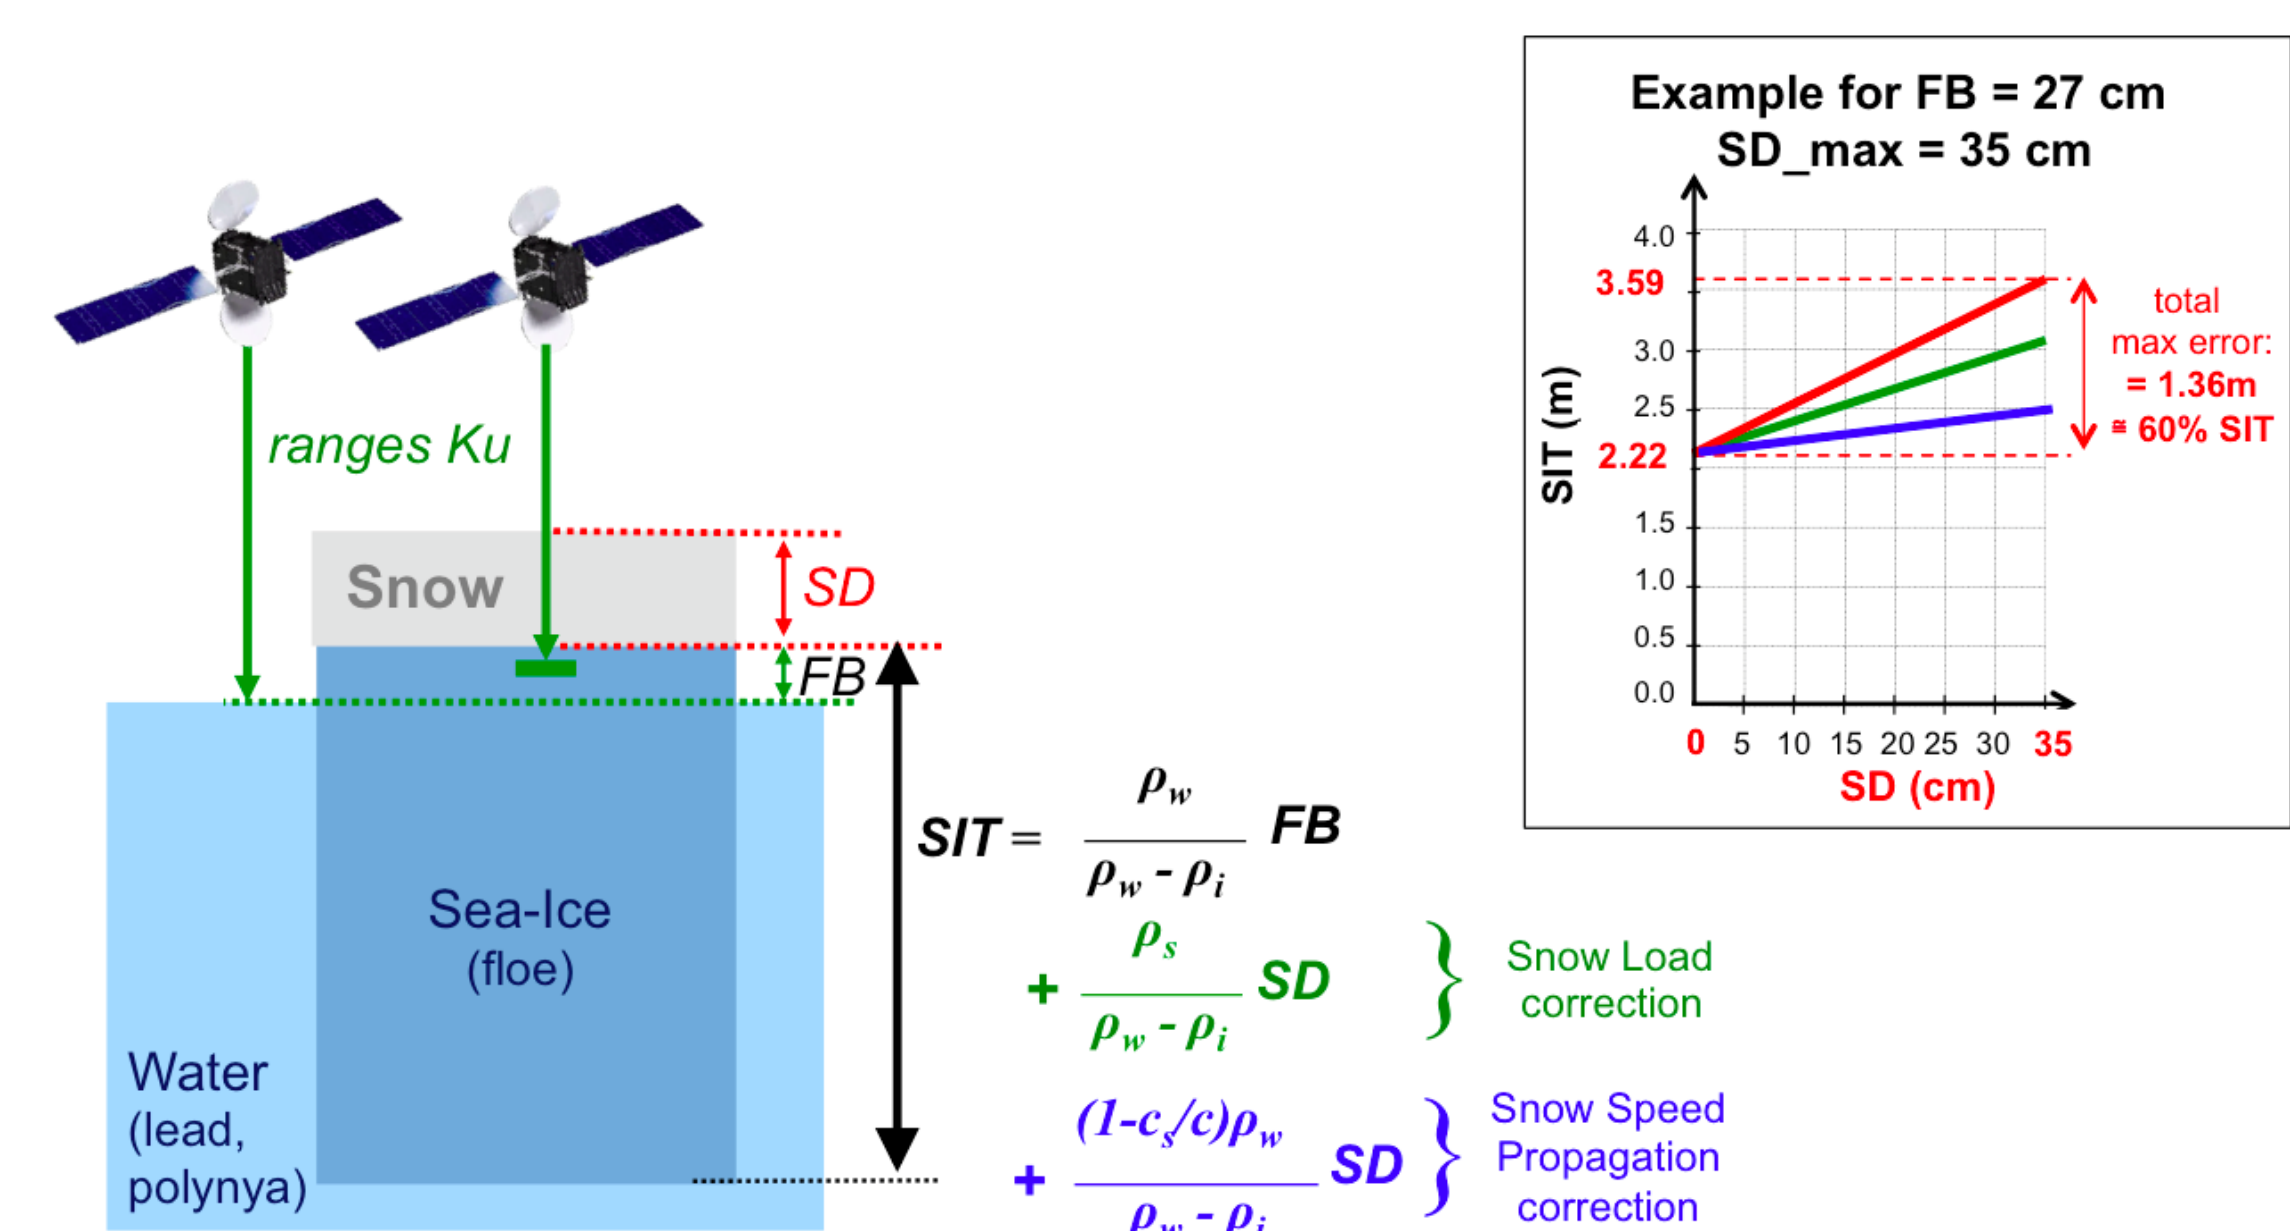 Example for FB = 27 cm
SD_max = 35 cm
4.0
3.59
3.0
2.5
2.22
1.5
1.0
0.5
0.0
SIT (m)
0 5 10 15 20 25 30 35
SD (cm)
total
max error:
= 1.36m
≅ 60% SIT
ranges Ku
Snow
SD
FB
Sea-Ice
(floe)
Water
(lead,
polynya)
SIT = ρw / ρw - ρi FB
+ ρs / ρw - ρi SD
Snow Load
correction
+ (1-cs/c)ρw / ρw - ρi SD
Snow Speed
Propagation
correction